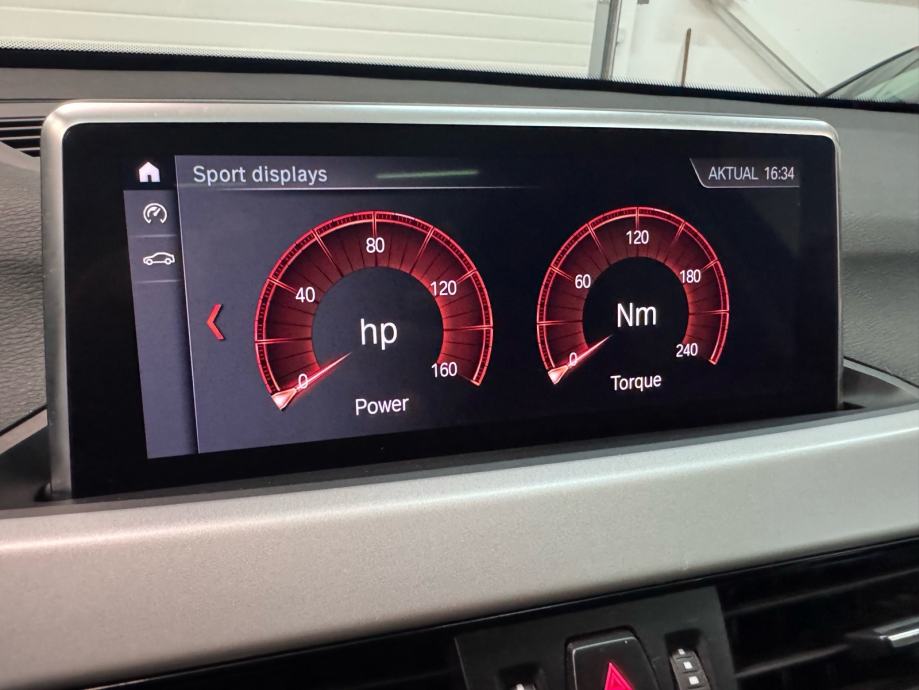 Sport displays
AKTUAL 16:34
0
40
80
120
160
hp
Power
0
60
120
180
240
Nm
Torque